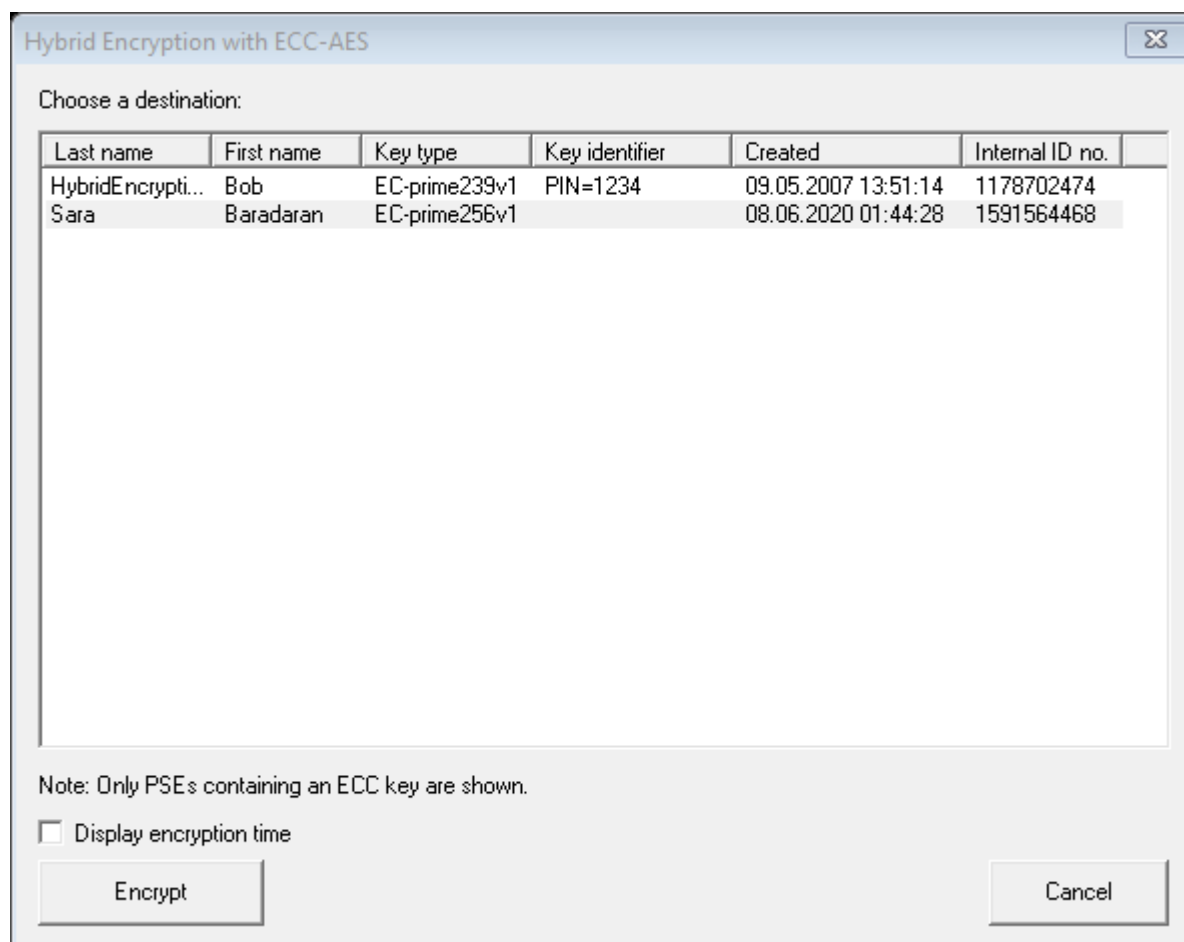 Hybrid Encryption with ECC-AES
Choose a destination:
Last name First name Key type Key identifier Created Internal ID no.
HybridEncrypti... Bob EC-prime239v1 PIN=1234 09.05.2007 13:51:14 1178702474
Sara Baradaran EC-prime256v1 08.06.2020 01:44:28 1591564468
Note: Only PSEs containing an ECC key are shown.
Display encryption time
Encrypt Cancel